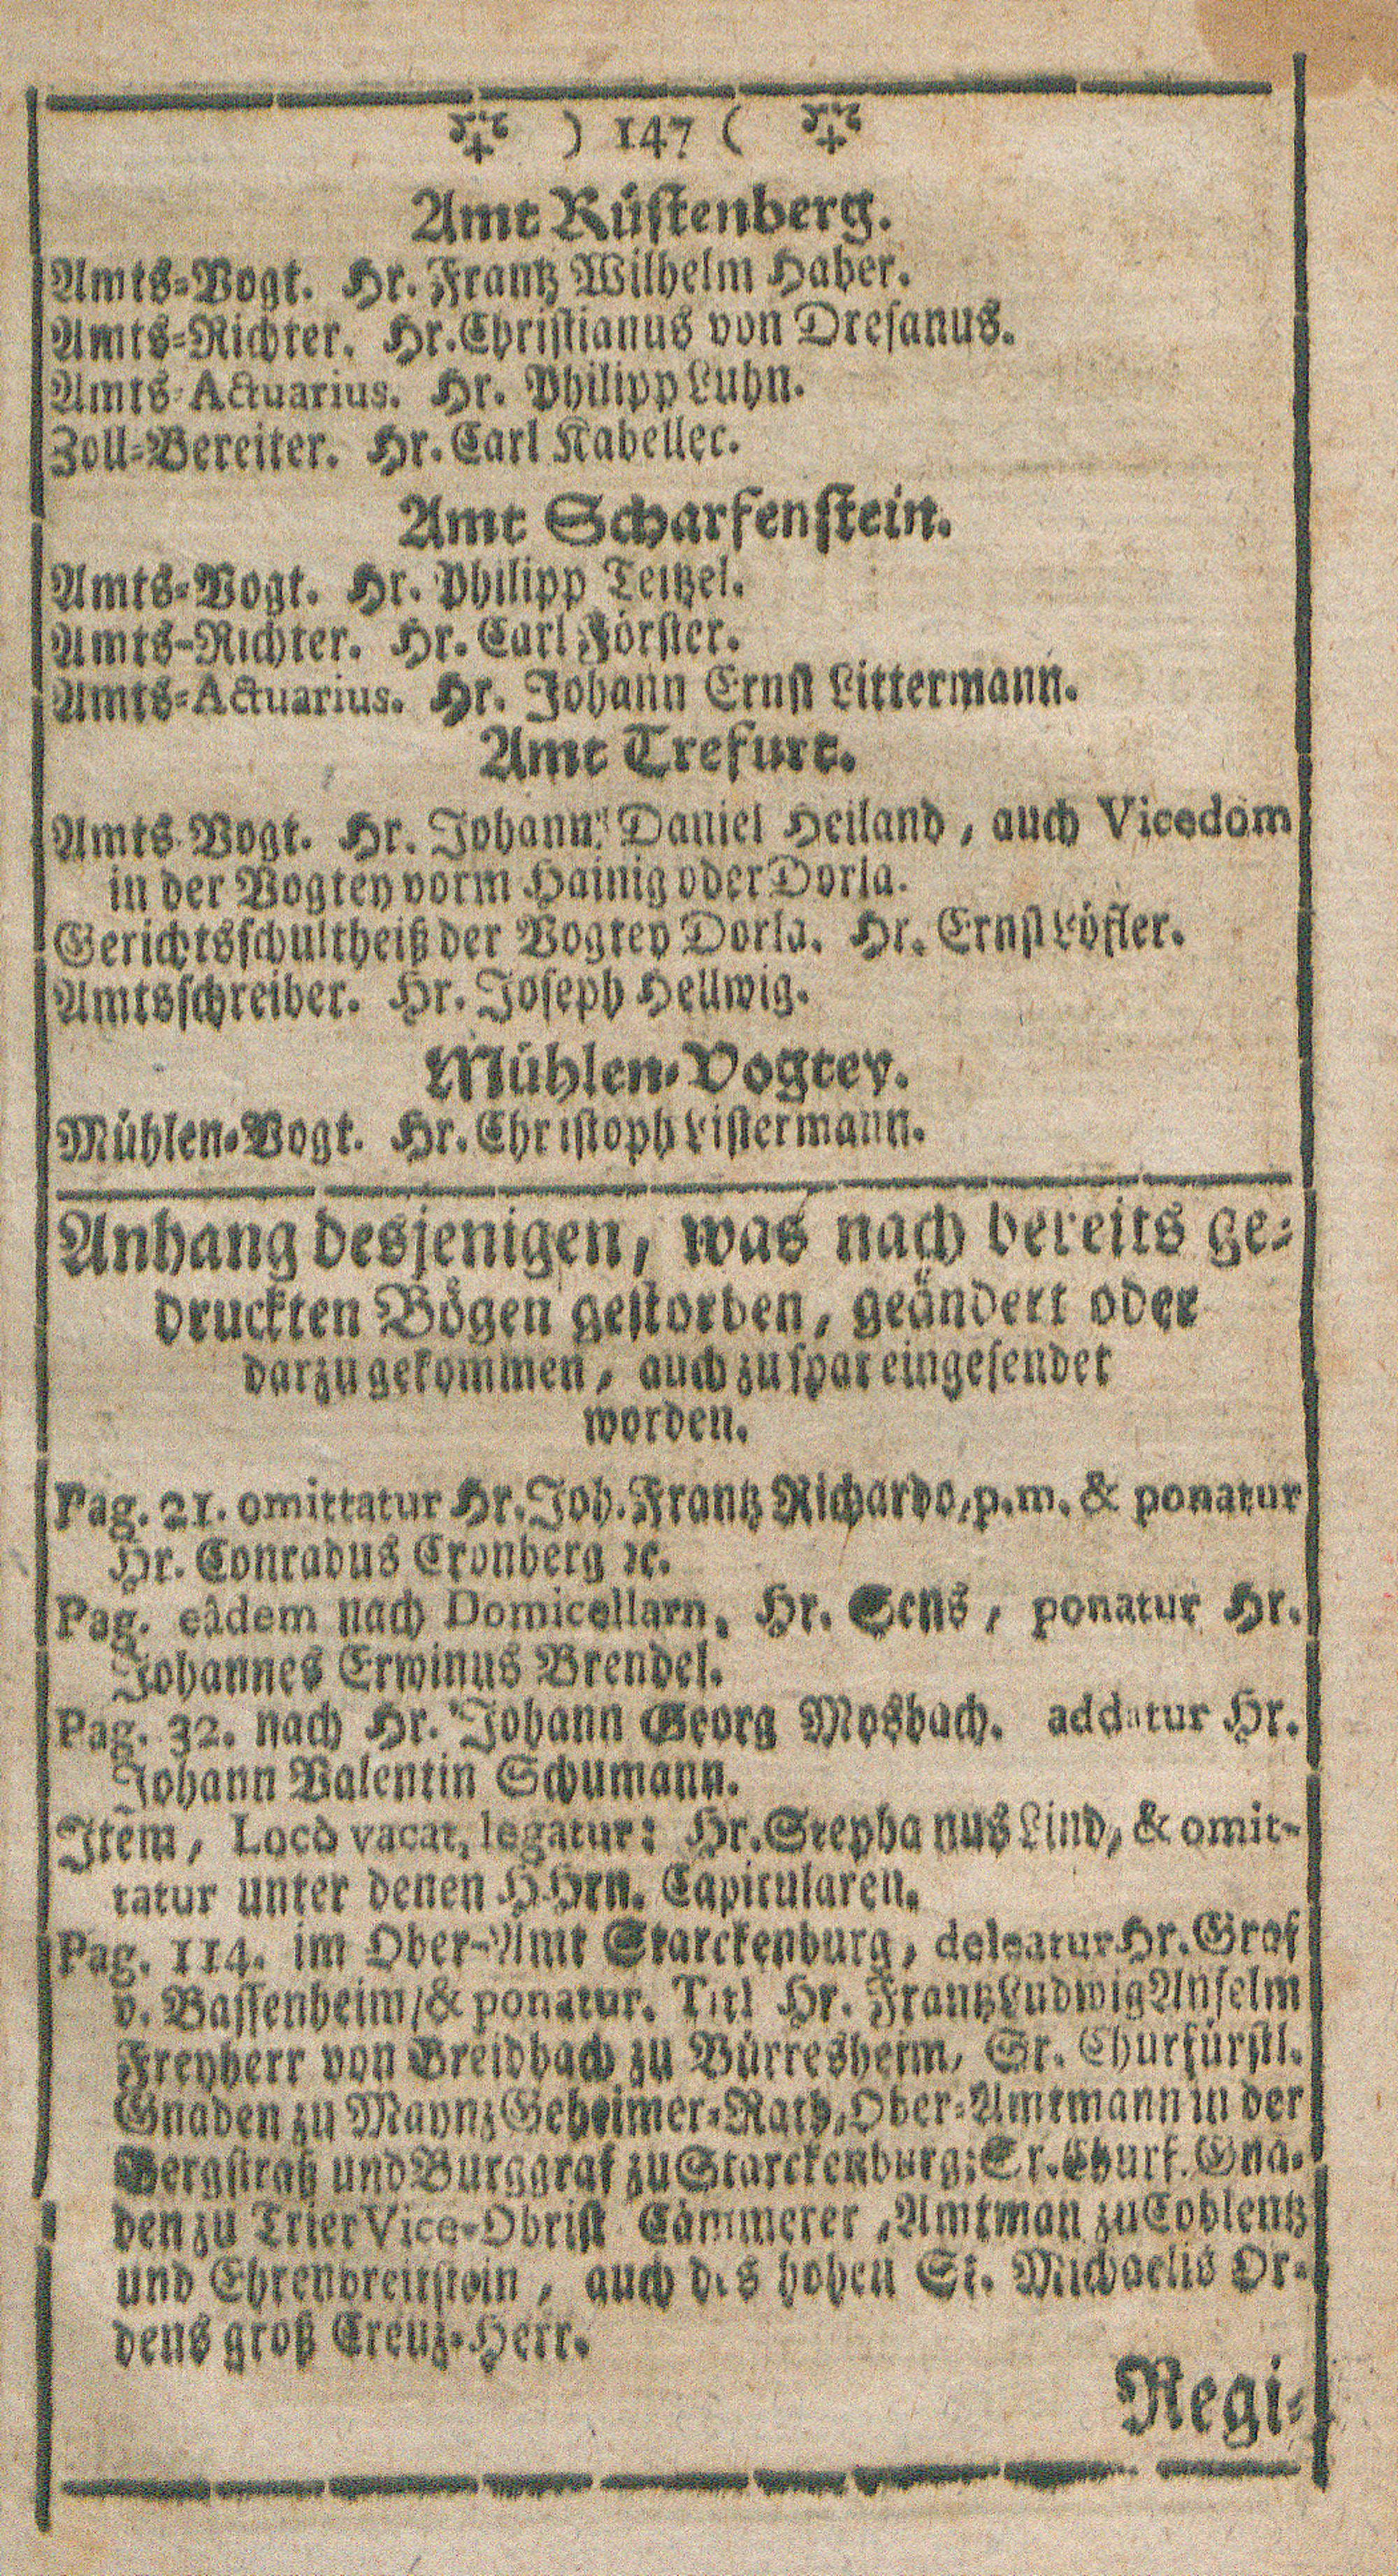 ) 147 (
Amt Rüstenberg.
Amts-Vogt. Hr. Frantz Wilhelm Haber.
Amts-Richter. Hr. Christianus von Dresanus.
Amts-Actuarius. Hr. Philipp Luhn.
Zoll-Bereiter. Hr. Carl Kabeller.
Amt Scharfenstein.
Amts-Vogt. Hr. Philipp Teitzel.
Amts-Richter. Hr. Carl Förster.
Amts-Actuarius. Hr. Johann Ernst Littermann.
Amt Trefurt.
Amts-Vogt. Hr. Johann Daniel Heiland, auch Vicedom
in der Vogtey vorm Hainig oder Dorla.
Gerichtsschultheiß der Vogtey Dorla. Hr. Ernst Löfler.
Amtsschreiber. Hr. Joseph Hellwig.
Mühlen-Vogtey.
Mühlen-Vogt. Hr. Christoph Listermann.
Anhang desjenigen, was nach bereits ge-
druckten Bögen gestorben, geändert oder
darzu gekommen, auch zu spat eingesendet
worden.
Pag. 21. omittatur Hr. Joh. Frantz Richardo, p. m. & ponatur
Hr. Conradus Cronberg ꝛc.
Pag. eâdem nach Domicellarn, Hr. Sens, ponatur Hr.
Johannes Erwinus Brendel.
Pag. 32. nach Hr. Johann Georg Mosbach. addatur Hr.
Johann Valentin Schumann.
Item, Locô vacat, legatur: Hr. Stephanus Lind, & omit-
tatur unter denen HHrn. Capitularen.
Pag. 114. im Ober-Amt Starckenburg, deleatur Hr. Graf
v. Bassenheim/& ponatur. Titl Hr. Frantz Ludwig Anselm
Freyherr von Breidbach zu Bürresheim, Sr. Churfürstl.
Gnaden zu Maynz Geheimer-Rath, Ober-Amtmann in der
Bergstraß und Burggraf zu Starckenburg; Sr. Churf. Gna-
den zu Trier Vice-Obrist Cämmerer, Amtman zu Coblentz
und Ehrenbreitstein, auch des hohen St. Michaelis Or-
dens groß Creuz-Herr.
Regi-